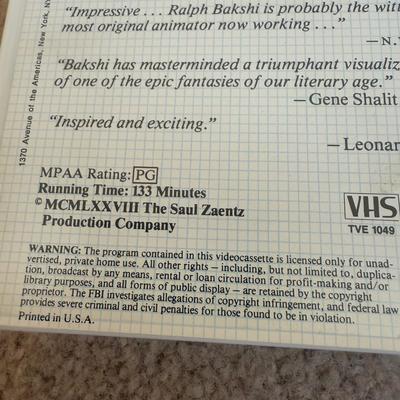 1370 Avenue of the Americas, New York, NY
“Impressive . . . Ralph Bakshi is probably the
most original animator now working . . .”
“Bakshi has masterminded a triumphant
of one of the epic fantasies of our literary age.”
—Gene Shalit
“Inspired and exciting.”
MPAA Rating: PG
Running Time: 133 Minutes
© MCMLXXVIII The Saul Zaentz
Production Company
VHS
TVE 1049
WARNING: The program contained in this videocassette is licensed only for unad-
vertised, private home use. All other rights – including, but not limited to, duplica-
tion, broadcast by any means, rental or loan circulation for profit-making and/or
library purposes, and all forms of public display – are retained by the copyright
proprietor. The FBI investigates allegations of copyright infringement, and federal law
provides severe criminal and civil penalties for those found to be in violation.
Printed in U.S.A.